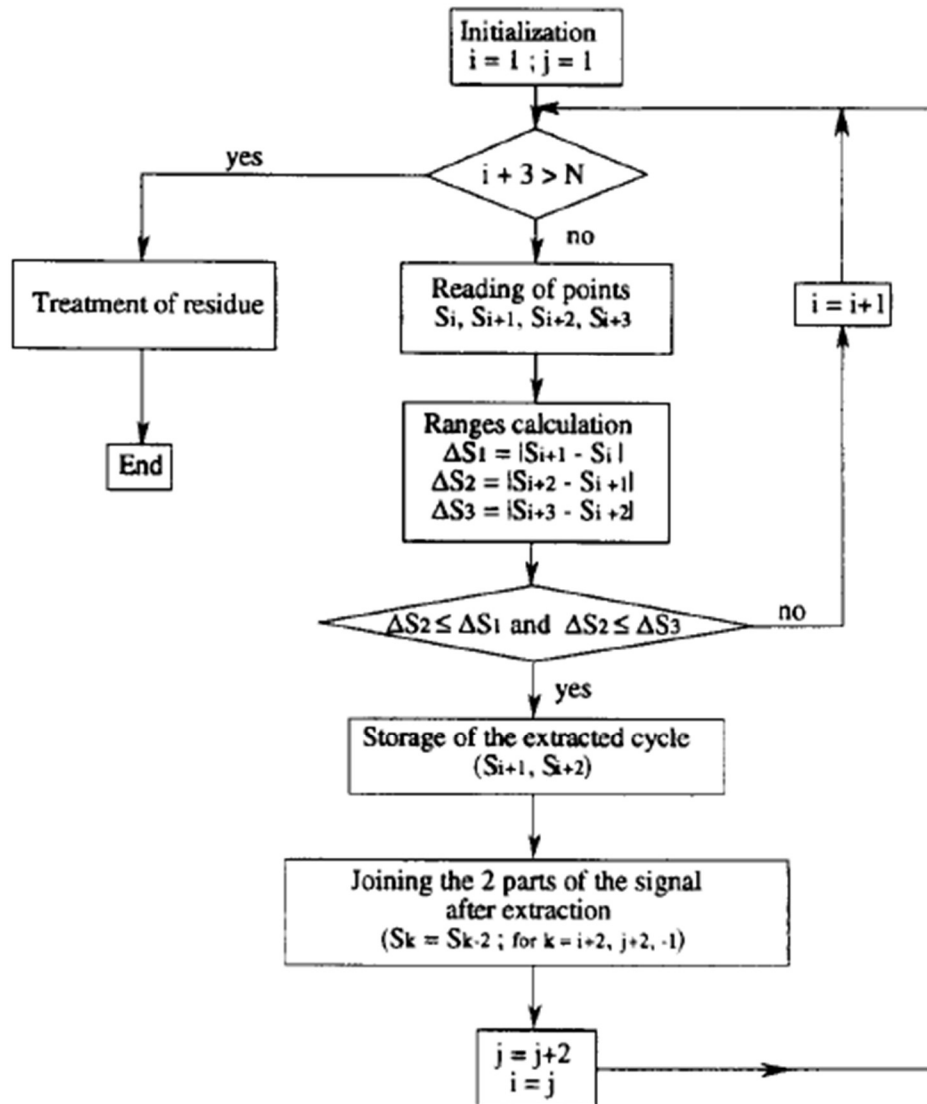 Initialization
i = 1 ; j = 1
yes
i + 3 > N
no
Treatment of residue
Reading of points
Si, Si+1, Si+2, Si+3
i = i+1
Ranges calculation
ΔS1 = |Si+1 - Si|
ΔS2 = |Si+2 - Si+1|
ΔS3 = |Si+3 - Si+2|
End
ΔS2 ≤ ΔS1 and ΔS2 ≤ ΔS3
no
yes
Storage of the extracted cycle
(Si+1, Si+2)
Joining the 2 parts of the signal
after extraction
(Sk = Sk-2 ; for k = i+2, j+2, -1)
j = j+2
i = j